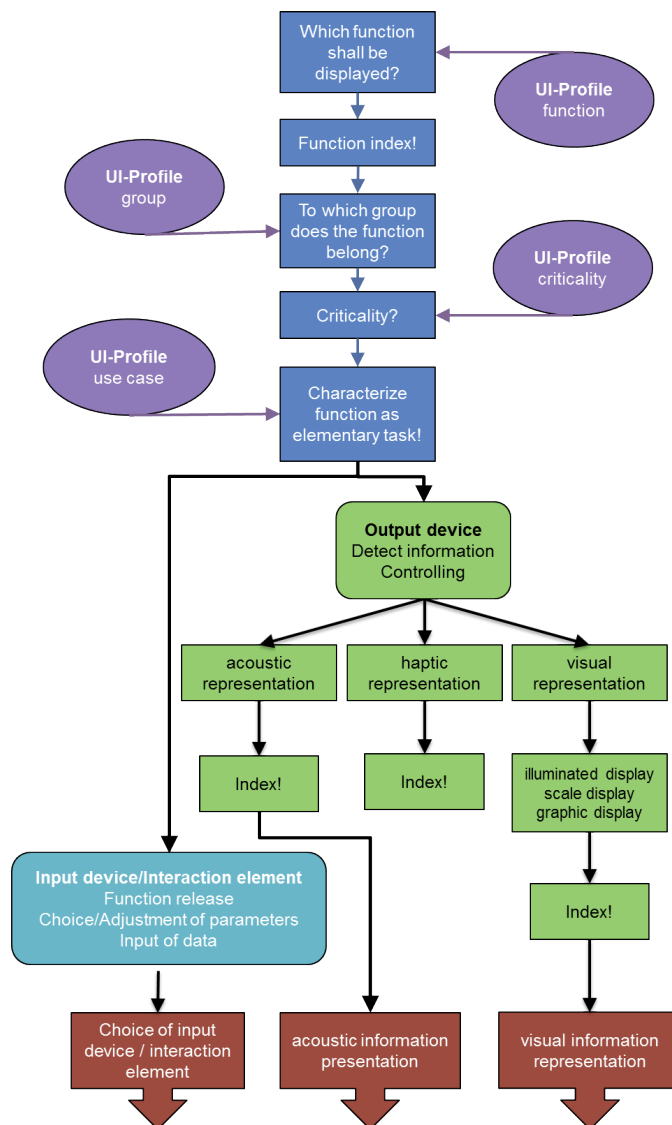 Which function
shall be
displayed?
UI-Profile
function
Function index!
UI-Profile
group
To which group
does the function
belong?
UI-Profile
criticality
Criticality?
UI-Profile
use case
Characterize
function as
elementary task!
Output device
Detect information
Controlling
acoustic
representation
haptic
representation
visual
representation
Index!
Index!
illuminated display
scale display
graphic display
Input device/Interaction element
Function release
Choice/Adjustment of parameters
Input of data
Index!
Choice of input
device / interaction
element
acoustic information
presentation
visual information
representation